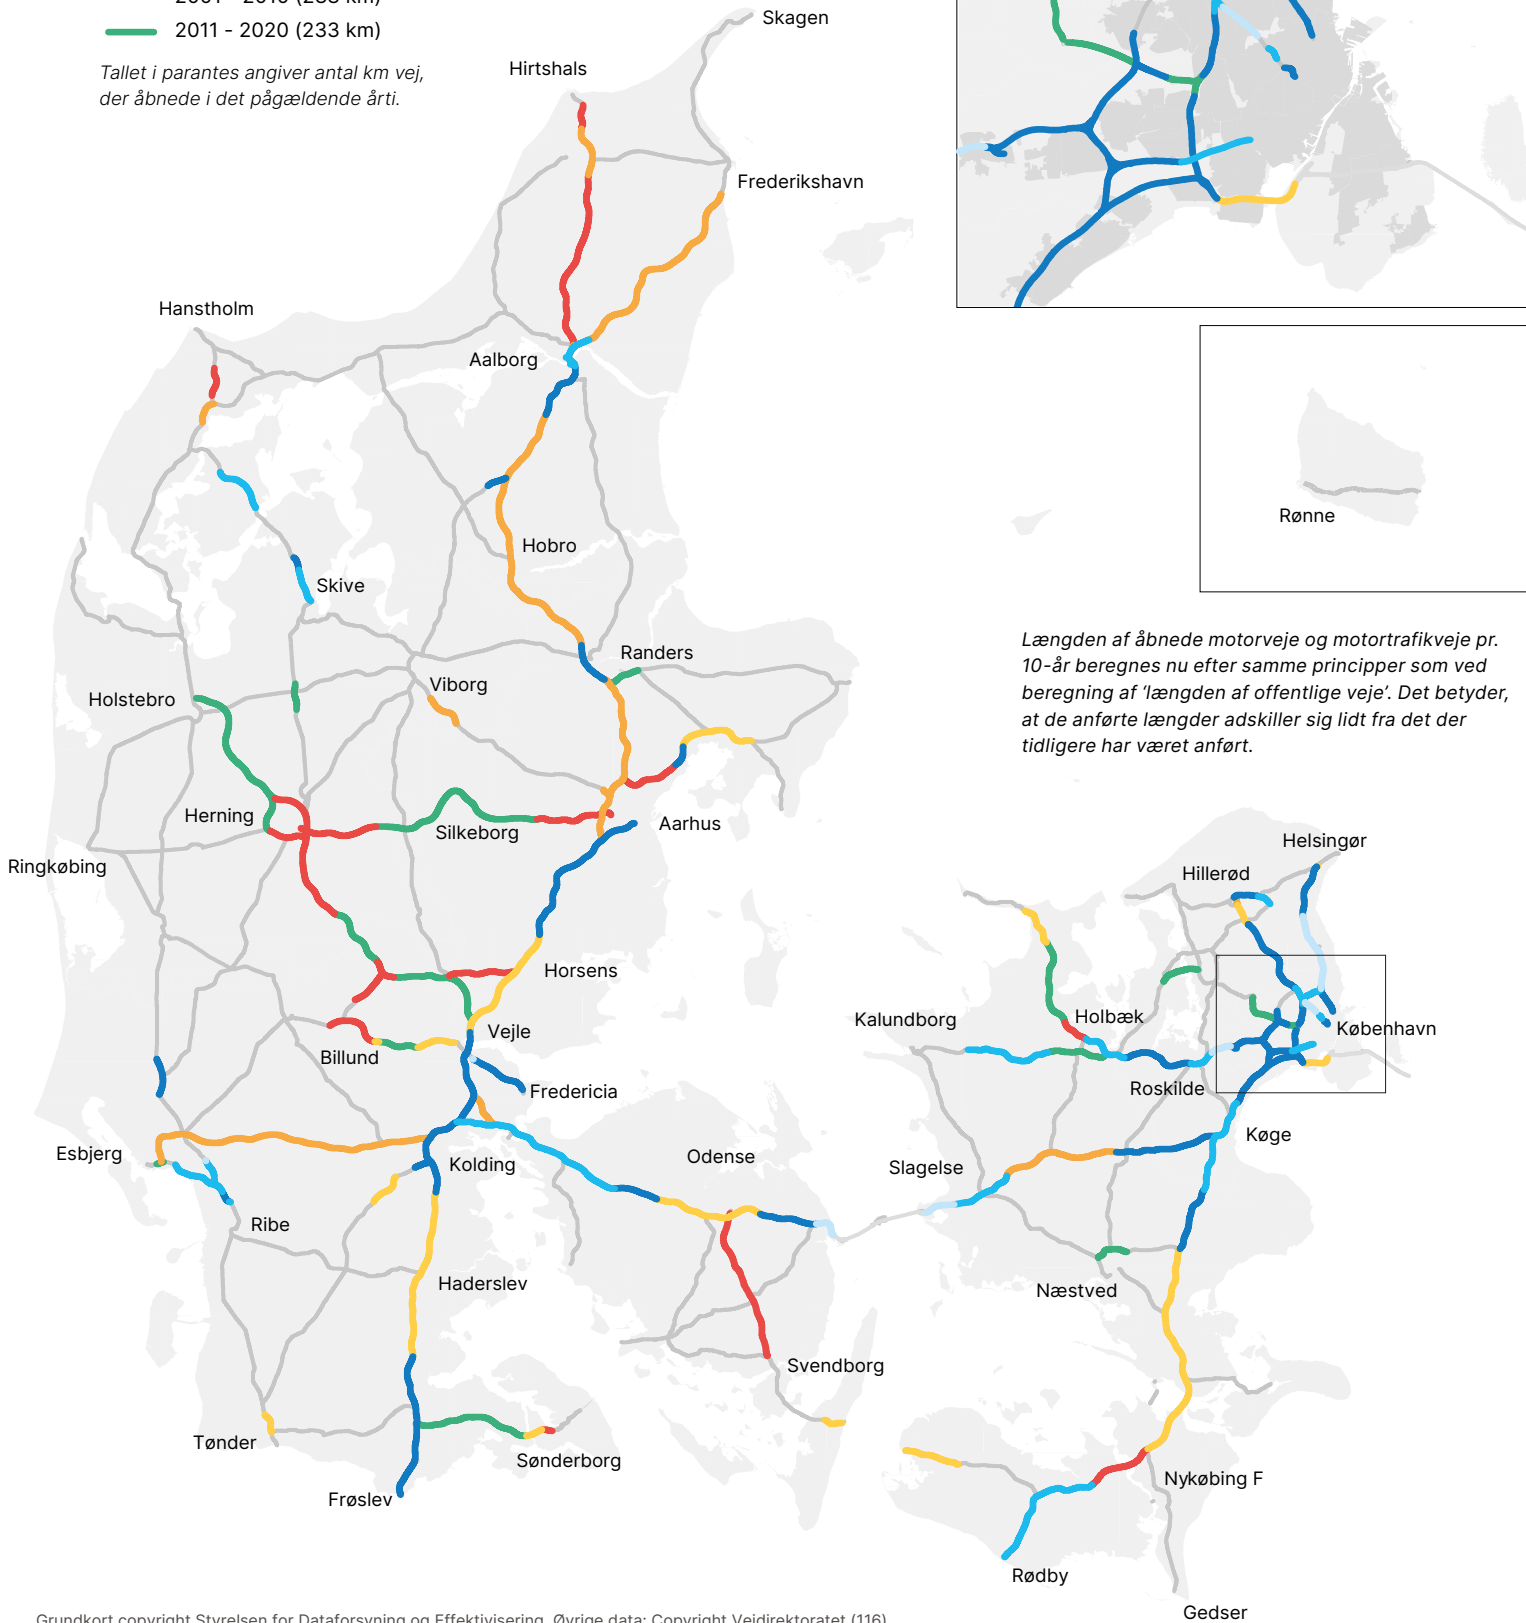 2011 - 2020 (233 km)
Tallet i parantes angiver antal km vej,
der åbnede i det pågældende årti.
Skagen
Hirtshals
Frederikshavn
Hanstholm
Aalborg
Rønne
Hobro
Skive
Længden af åbnede motorveje og motortrafikveje pr.
10-år beregnes nu efter samme principper som ved
beregning af ‘længden af offentlige veje’. Det betyder,
at de anførte længder adskiller sig lidt fra det der
tidligere har været anført.
Randers
Viborg
Holstebro
Herning
Silkeborg
Aarhus
Ringkøbing
Helsingør
Hillerød
Horsens
Vejle
Billund
Fredericia
Kalundborg
Holbæk
København
Roskilde
Køge
Esbjerg
Kolding
Odense
Slagelse
Ribe
Haderslev
Næstved
Svendborg
Tønder
Sønderborg
Frøslev
Nykøbing F
Rødby
Gedser
Grundkort copyright Styrelsen for Dataforsyning og Effektivisering. Øvrige data: Copyright Vejdirektoratet (116)